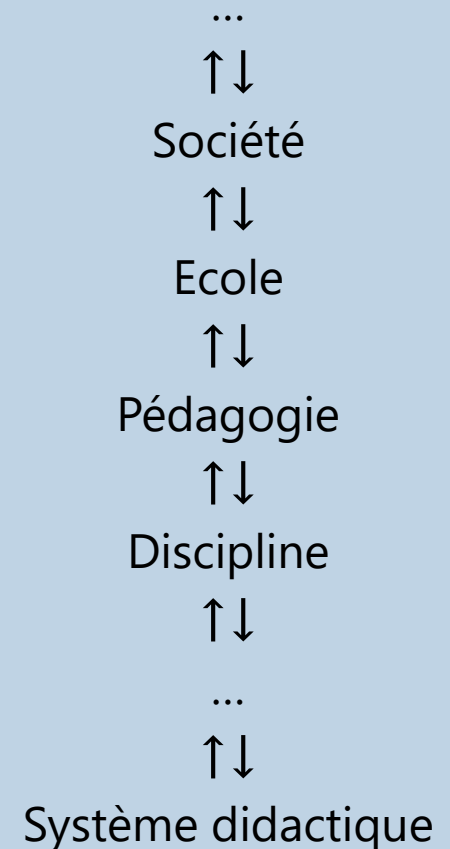 ...
↑↓
Société
↑↓
Ecole
↑↓
Pédagogie
↑↓
Discipline
↑↓
...
↑↓
Système didactique